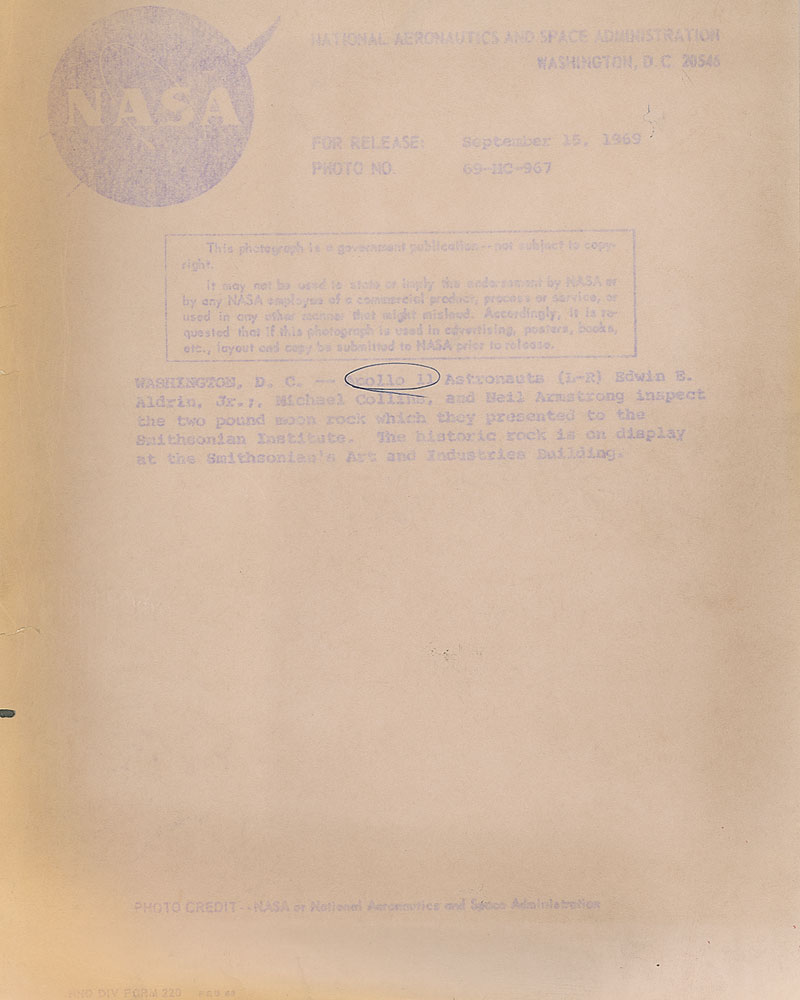 NASA
NATIONAL AERONAUTICS AND SPACE ADMINISTRATION
WASHINGTON, D. C. 20546
FOR RELEASE: September 15, 1969
PHOTO NO. 69-HC-967
This photograph is a government publication--not subject to copy-
right.
It may not be used to state or imply the endorsement by NASA or
by any NASA employee of a commercial product, process or service, or
used in any other manner that might mislead. Accordingly, it is re-
quested that if this photograph is used in advertising, posters, books,
etc., layout and copy be submitted to NASA prior to release.
WASHINGTON, D. C. -- Apollo 11 Astronauts (L-R) Edwin E.
Aldrin, Jr.;, Michael Collins, and Neil Armstrong inspect
the two pound moon rock which they presented to the
Smithsonian Institute. The historic rock is on display
at the Smithsonian's Art and Industries Building.
PHOTO CREDIT--NASA or National Aeronautics and Space Administration
DIV FORM 220